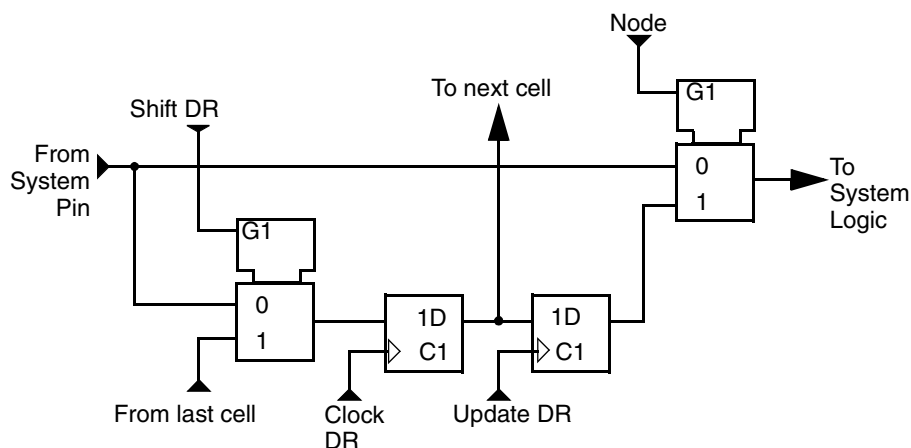 Node
To next cell
G1
Shift DR
From
System
Pin
0
1
To
System
Logic
G1
0
1
1D
C1
1D
C1
From last cell
Clock
DR
Update DR